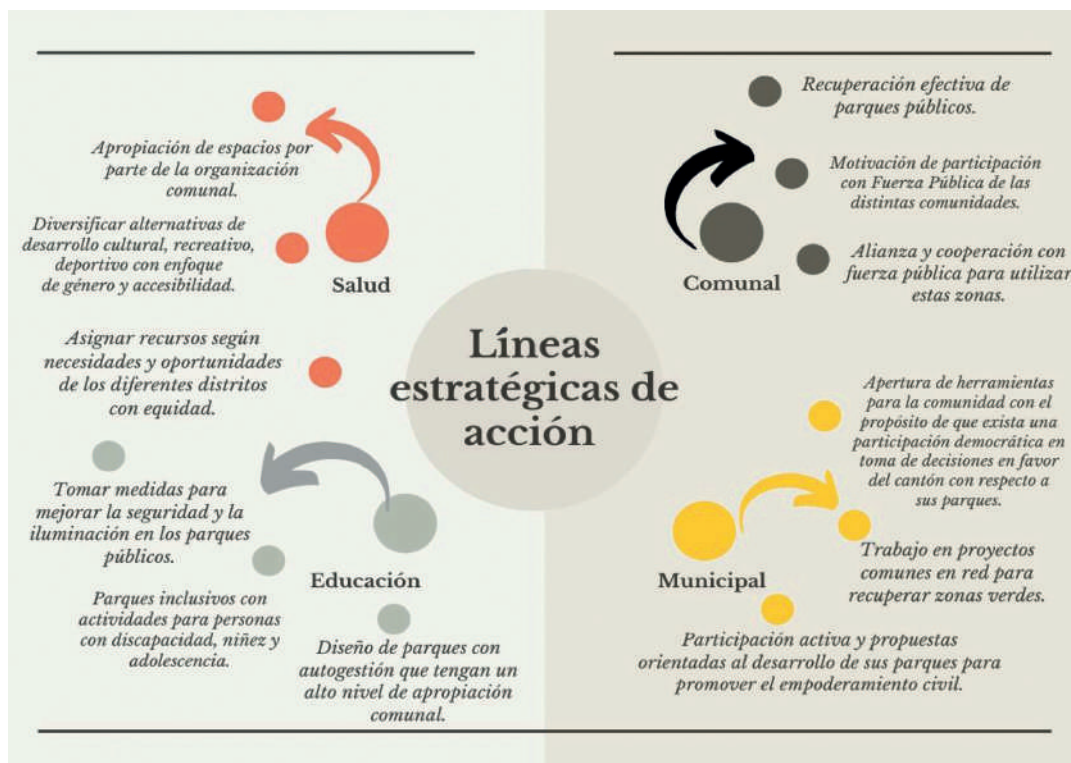 Apropiación de espacios por
parte de la organización
comunal.
Diversificar alternativas de
desarrollo cultural, recreativo,
deportivo con enfoque
de género y accesibilidad.
Salud
Asignar recursos según
necesidades y oportunidades
de los diferentes distritos
con equidad.
Tomar medidas para
mejorar la seguridad y la
iluminación en los parques
públicos.
Educación
Parques inclusivos con
actividades para personas
con discapacidad, niñez y
adolescencia.
Diseño de parques con
autogestión que tengan un
alto nivel de apropiación
comunal.
Líneas
estratégicas de
acción
Recuperación efectiva de
parques públicos.
Motivación de participación
con Fuerza Pública de las
distintas comunidades.
Comunal
Alianza y cooperación con
fuerza pública para utilizar
estas zonas.
Apertura de herramientas
para la comunidad con el
propósito de que exista una
participación democrática en
toma de decisiones en favor
del cantón con respecto a
sus parques.
Municipal
Trabajo en proyectos
comunes en red para
recuperar zonas verdes.
Participación activa y propuestas
orientadas al desarrollo de sus parques para
promover el empoderamiento civil.